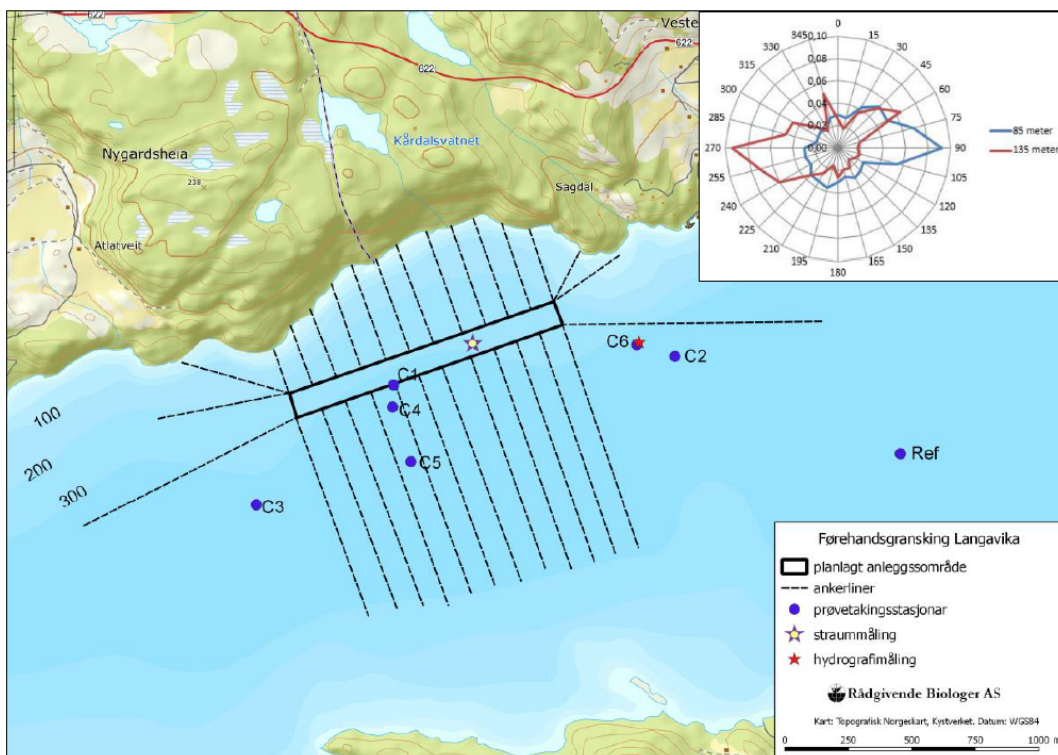 622
622
Veste
622
Kårdalsvatnet
Nygardsheia
238
Sagdal
Atlatveit
0
15
30
45
60
75
90
105
120
135
150
165
180
195
210
225
240
255
270
285
300
315
330
345
0,10
0,08
0,06
0,04
0,02
0,00
85 meter
135 meter
C6
C2
C1
C4
C5
C3
Ref
100
200
300
Førehandsgransking Langavika
planlagt anleggssområde
ankerliner
prøvetakingsstasjonar
straummåling
hydrografimåling
Rådgivende Biologer AS
Kart: Topografisk Norgeskart, Kystverket. Datum: WGS84
0 250 500 750 1000 m